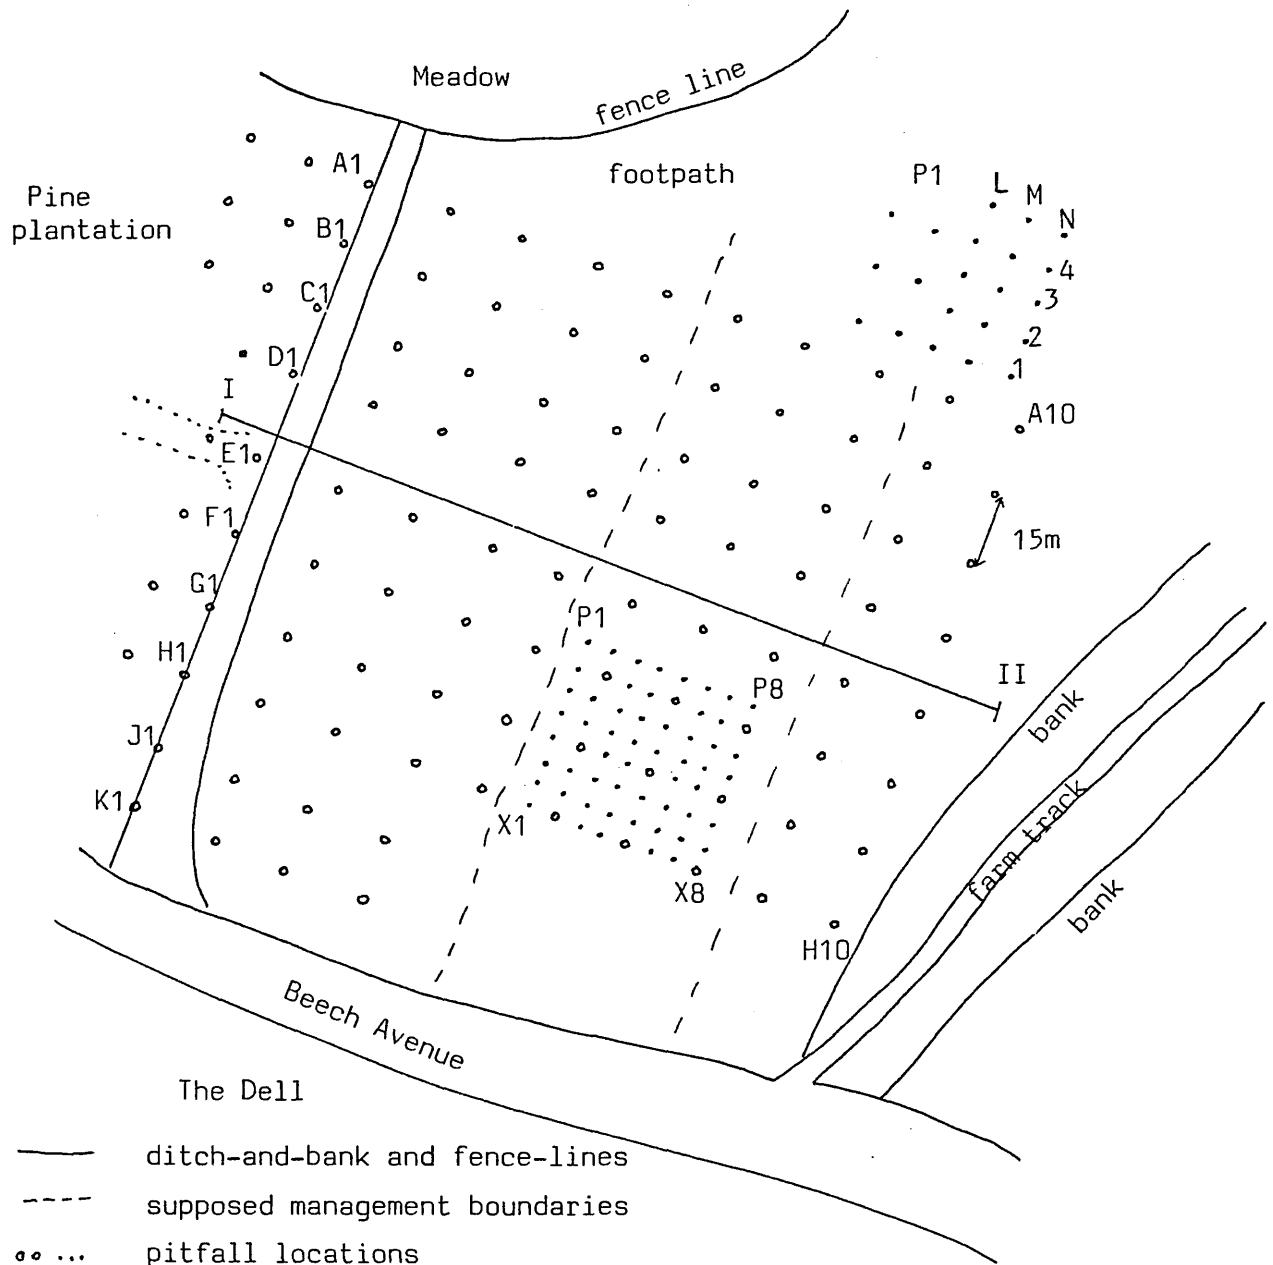 Meadow
fence line
A1
footpath
P1
L
M
N
Pine
plantation
B1
4
C1
3
2
D1
1
I
A10
E1
F1
15m
G1
P1
H1
II
P8
bank
J1
K1
X1
farm track
X8
bank
H10
Beech Avenue
The Dell
ditch-and-bank and fence-lines
supposed management boundaries
pitfall locations